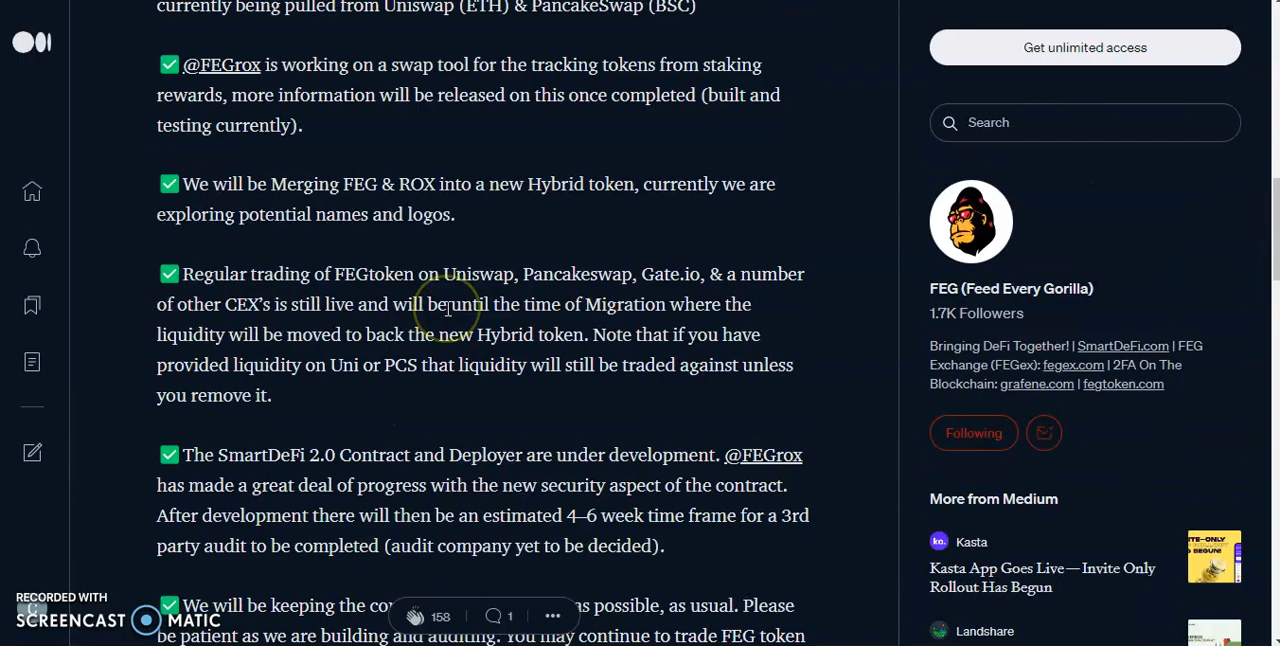 currently being pulled from Uniswap (ETH) & PancakeSwap (BSC)
@FEGrox is working on a swap tool for the tracking tokens from staking
rewards, more information will be released on this once completed (built and
testing currently).
We will be Merging FEG & ROX into a new Hybrid token, currently we are
exploring potential names and logos.
Regular trading of FEGtoken on Uniswap, Pancakeswap, Gate.io, & a number
of other CEX's is still live and will be until the time of Migration where the
liquidity will be moved to back the new Hybrid token. Note that if you have
provided liquidity on Uni or PCS that liquidity will still be traded against unless
you remove it.
The SmartDeFi 2.0 Contract and Deployer are under development. @FEGrox
has made a great deal of progress with the new security aspect of the contract.
After development there will then be an estimated 4–6 week time frame for a 3rd
party audit to be completed (audit company yet to be decided).
We will be keeping the as possible, as usual. Please
be patient as we are building and auditing. You may continue to trade FEG token
158
1
Get unlimited access
Search
FEG (Feed Every Gorilla)
1.7K Followers
Bringing DeFi Together! | SmartDeFi.com | FEG
Exchange (FEGex): fegex.com | 2FA On The
Blockchain: grafene.com | fegtoken.com
Following
More from Medium
ka. Kasta
Kasta App Goes Live — Invite Only
Rollout Has Begun
Landshare
RECORDED WITH
SCREENCAST MATIC